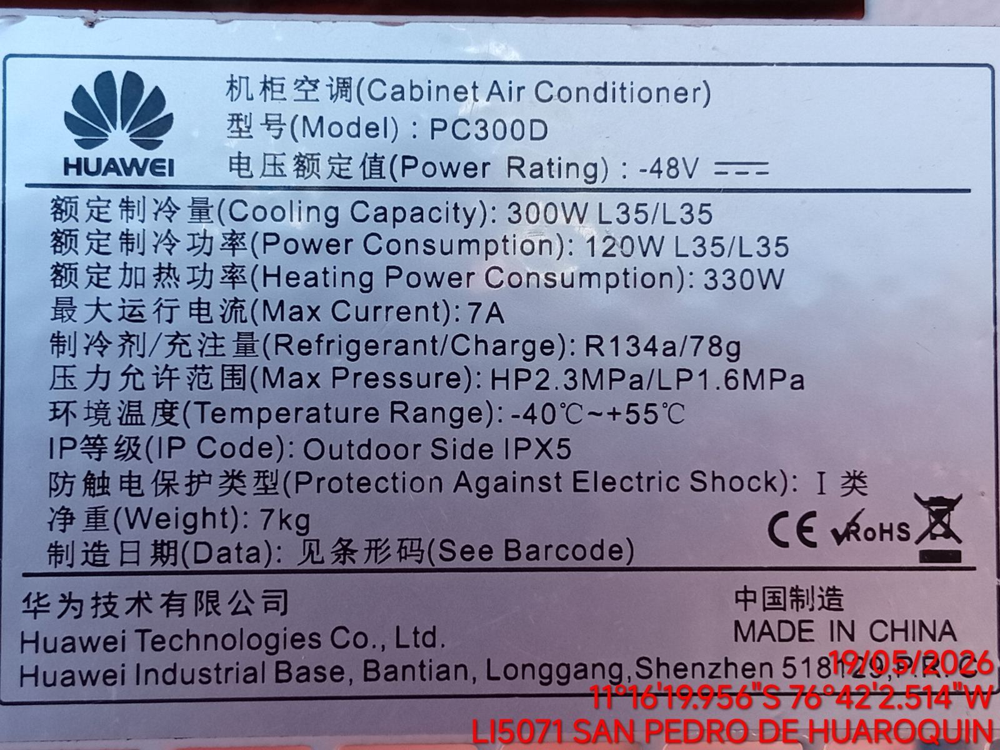 HUAWEI
机柜空调(Cabinet Air Conditioner)
型号(Model) : PC300D
电压额定值(Power Rating) : -48V
额定制冷量(Cooling Capacity): 300W L35/L35
额定制冷功率(Power Consumption): 120W L35/L35
额定加热功率(Heating Power Consumption): 330W
最大运行电流(Max Current): 7A
制冷剂/充注量(Refrigerant/Charge): R134a/78g
压力允许范围(Max Pressure): HP2.3MPa/LP1.6MPa
环境温度(Temperature Range): -40℃~+55℃
IP等级(IP Code): Outdoor Side IPX5
防触电保护类型(Protection Against Electric Shock): I 类
净重(Weight): 7kg
制造日期(Data): 见条形码(See Barcode)
CE RoHS
华为技术有限公司
Huawei Technologies Co., Ltd.
Huawei Industrial Base, Bantian, Longgang,Shenzhen 518129,P.R.C
中国制造
MADE IN CHINA
19/05/2026
11°16'19.956"S 76°42'2.514"W
LI5071 SAN PEDRO DE HUAROQUIN